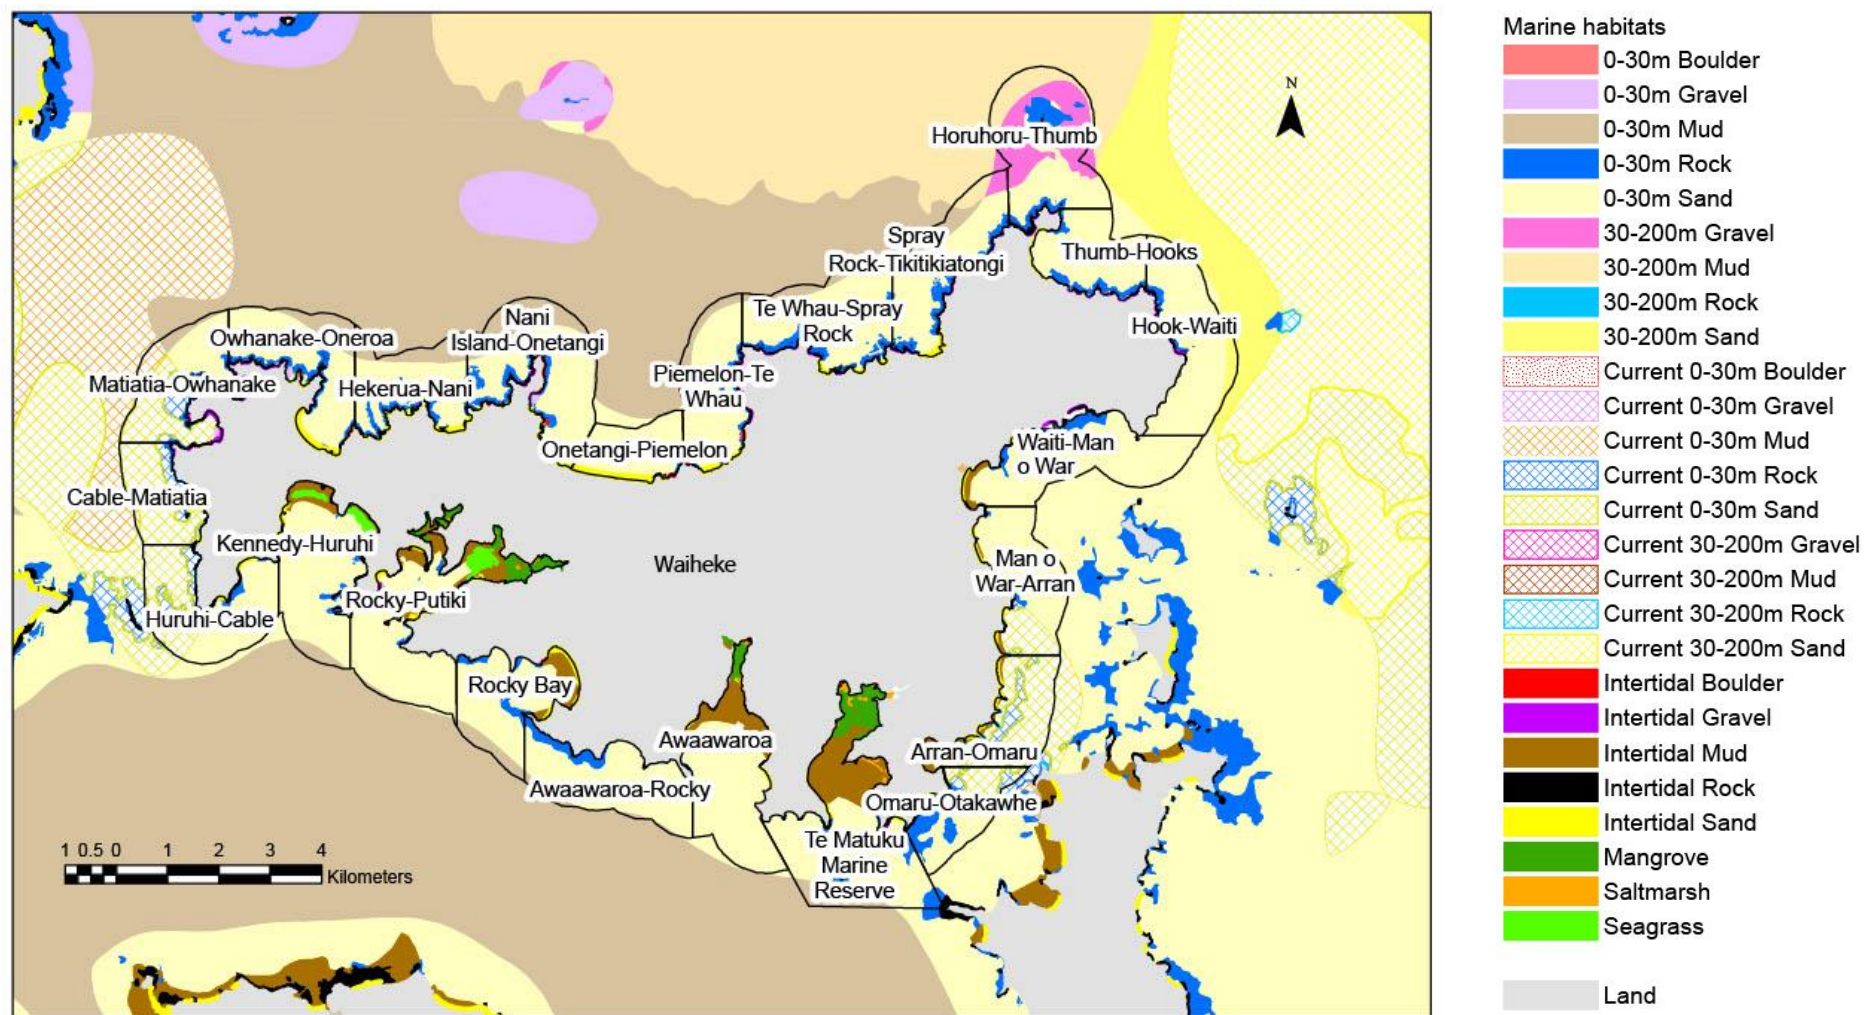 N
Horuhoru-Thumb
Spray
Rock-Tikitikiatongi
Thumb-Hooks
Te Whau-Spray
Rock
Nani
Island-Onetangi
Owhanake-Oneroa
Hook-Waiti
Matiatia-Owhanake
Hekerua-Nani
Piemelon-Te
Whau
Onetangi-Piemelon
Waiti-Man
o War
Cable-Matiatia
Kennedy-Huruhi
Waiheke
Man o
War-Arran
Rocky-Putiki
Huruhi-Cable
Rocky Bay
Awaawaroa
Arran-Omaru
Awaawaroa-Rocky
Omaru-Otakawhe
Te Matuku
Marine
Reserve
1 0.5 0 1 2 3 4
Kilometers
Marine habitats
0-30m Boulder
0-30m Gravel
0-30m Mud
0-30m Rock
0-30m Sand
30-200m Gravel
30-200m Mud
30-200m Rock
30-200m Sand
Current 0-30m Boulder
Current 0-30m Gravel
Current 0-30m Mud
Current 0-30m Rock
Current 0-30m Sand
Current 30-200m Gravel
Current 30-200m Mud
Current 30-200m Rock
Current 30-200m Sand
Intertidal Boulder
Intertidal Gravel
Intertidal Mud
Intertidal Rock
Intertidal Sand
Mangrove
Saltmarsh
Seagrass
Land